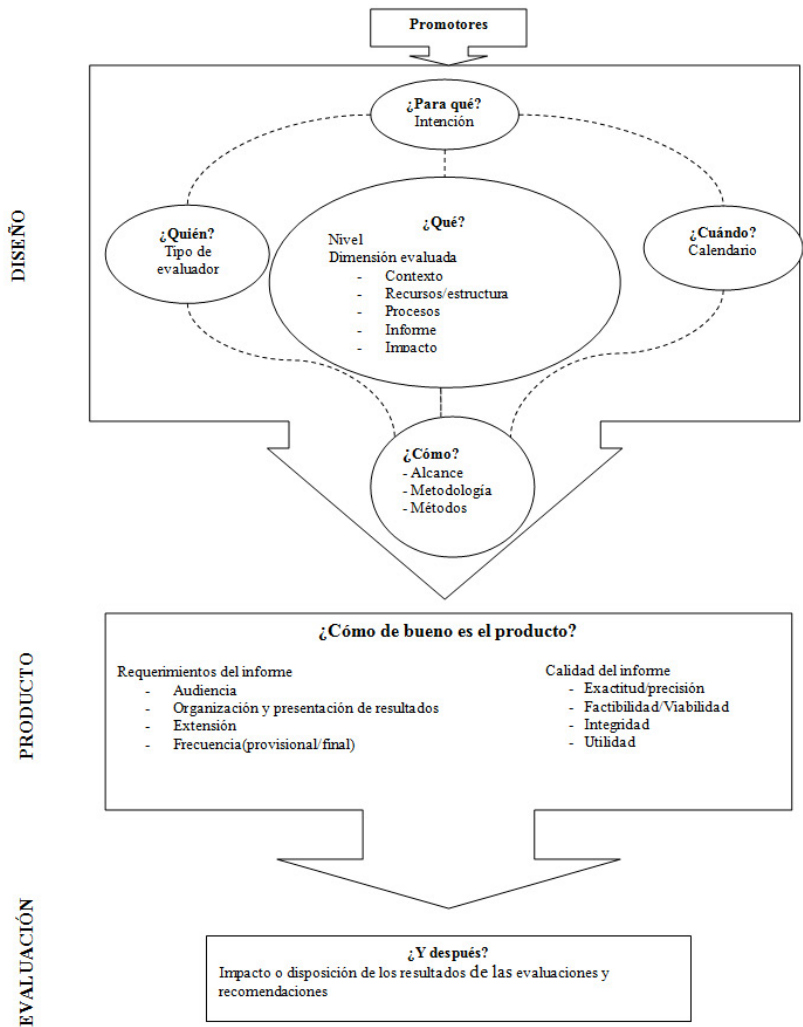 Promotores
DISEÑO
¿Para qué?
Intención
¿Quién?
Tipo de
evaluador
¿Qué?
Nivel
Dimensión evaluada
- Contexto
- Recursos/estructura
- Procesos
- Informe
- Impacto
¿Cuándo?
Calendario
¿Cómo?
- Alcance
- Metodología
- Métodos
PRODUCTO
¿Cómo de bueno es el producto?
Requerimientos del informe
- Audiencia
- Organización y presentación de resultados
- Extensión
- Frecuencia(provisional/final)
Calidad del informe
- Exactitud/precisión
- Factibilidad/Viabilidad
- Integridad
- Utilidad
EVALUACIÓN
¿Y después?
Impacto o disposición de los resultados de las evaluaciones y
recomendaciones